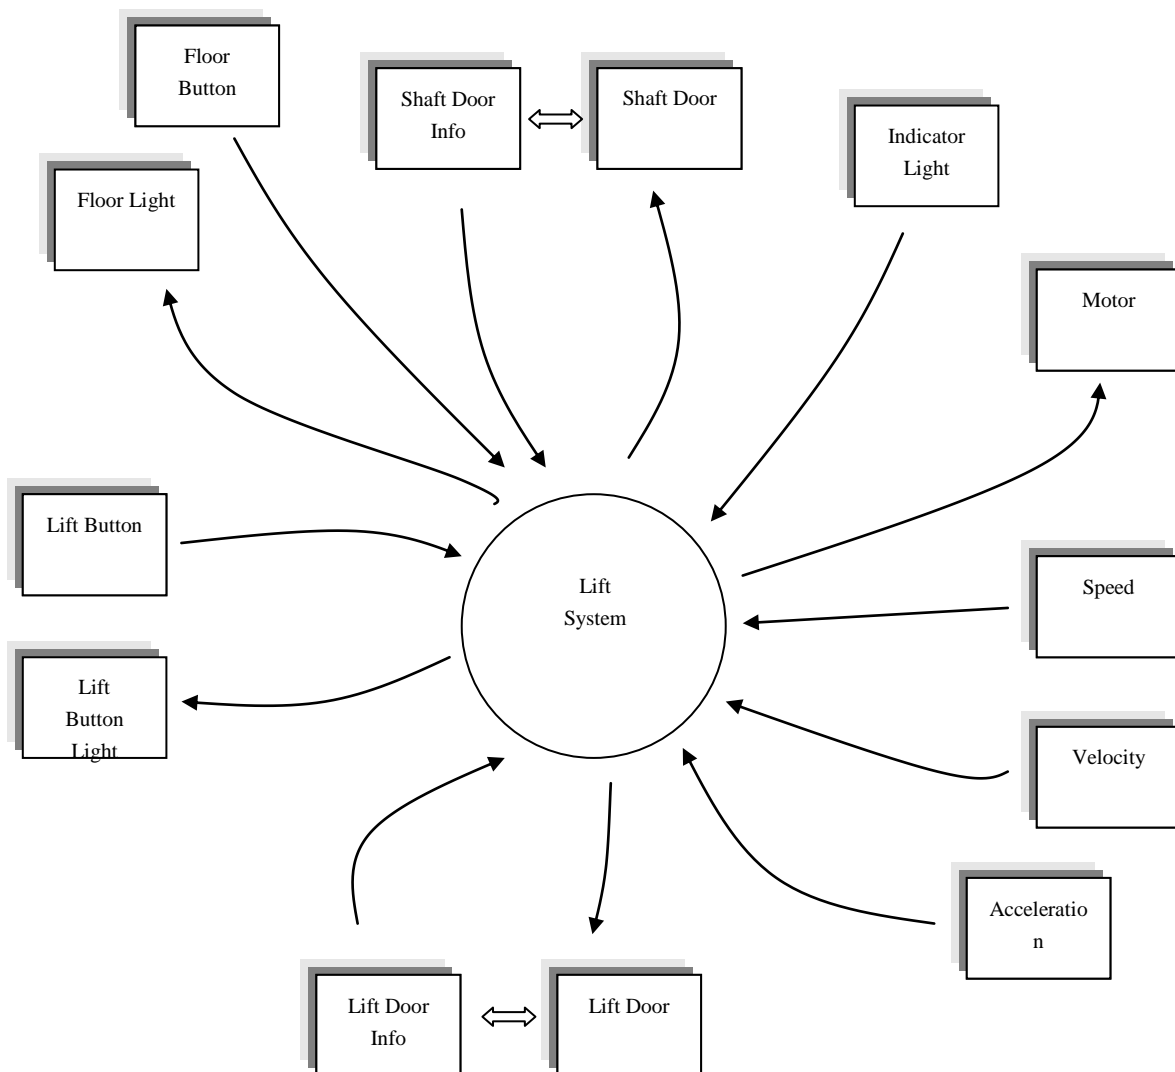 Floor
Button
Shaft Door
Info
Shaft Door
Indicator
Light
Floor Light
Motor
Lift Button
Lift
System
Speed
Lift
Button
Light
Velocity
Acceleratio
n
Lift Door
Info
Lift Door